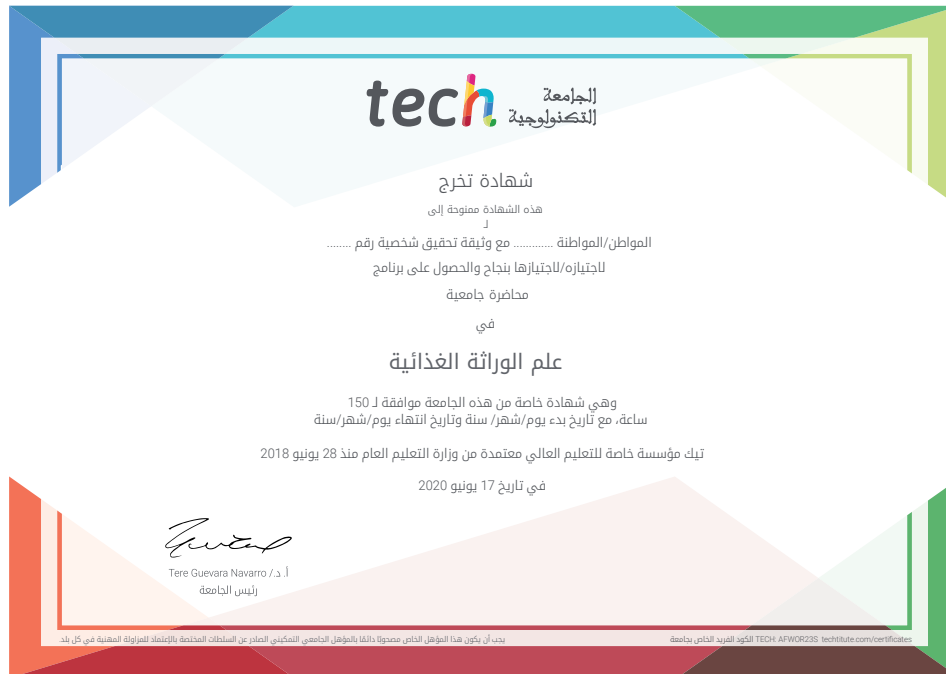 tech الجامعة
التكنولوجية
شهادة تخرج
هذه الشهادة ممنوحة إلى
لـ
المواطن/المواطنة ............ مع وثيقة تحقيق شخصية رقم ........
لاجتيازه/لاجتيازها بنجاح والحصول على برنامج
محاضرة جامعية
في
علم الوراثة الغذائية
وهي شهادة خاصة من هذه الجامعة موافقة لـ 150
ساعة، مع تاريخ بدء يوم/شهر/ سنة وتاريخ انتهاء يوم/شهر/سنة
تيك مؤسسة خاصة للتعليم العالي معتمدة من وزارة التعليم العام منذ 28 يونيو 2018
في تاريخ 17 يونيو 2020
أ. د./ Tere Guevara Navarro
رئيس الجامعة
يجب أن يكون هذا المؤهل الخاص مصحوبًا دائمًا بالمؤهل الجامعي التمكيني الصادر عن السلطات المختصة بالإعتماد للمزاولة المهنية في كل بلد.
الكود الفريد الخاص بجامعة TECH: AFWOR23S techtitute.com/certificates